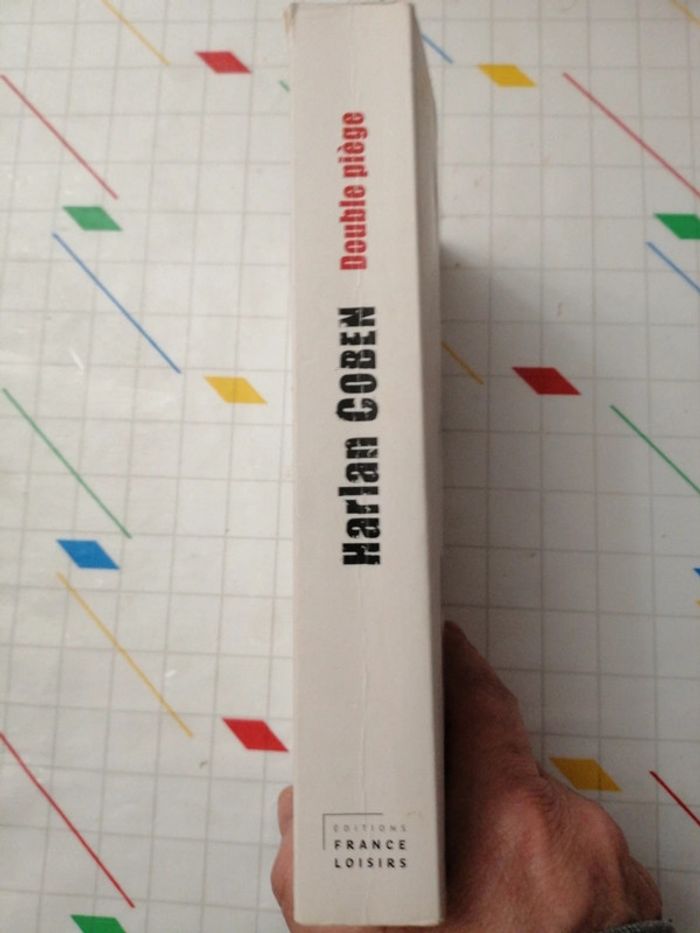 Harlan COBEN Double piège
EDITIONS
FRANCE
LOISIRS